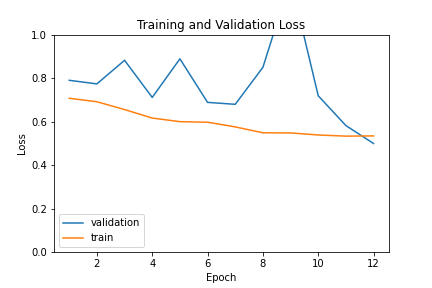 Training and Validation Loss
1.0
0.8
0.6
0.4
0.2
0.0
Loss
validation
train
2 4 6 8 10 12
Epoch